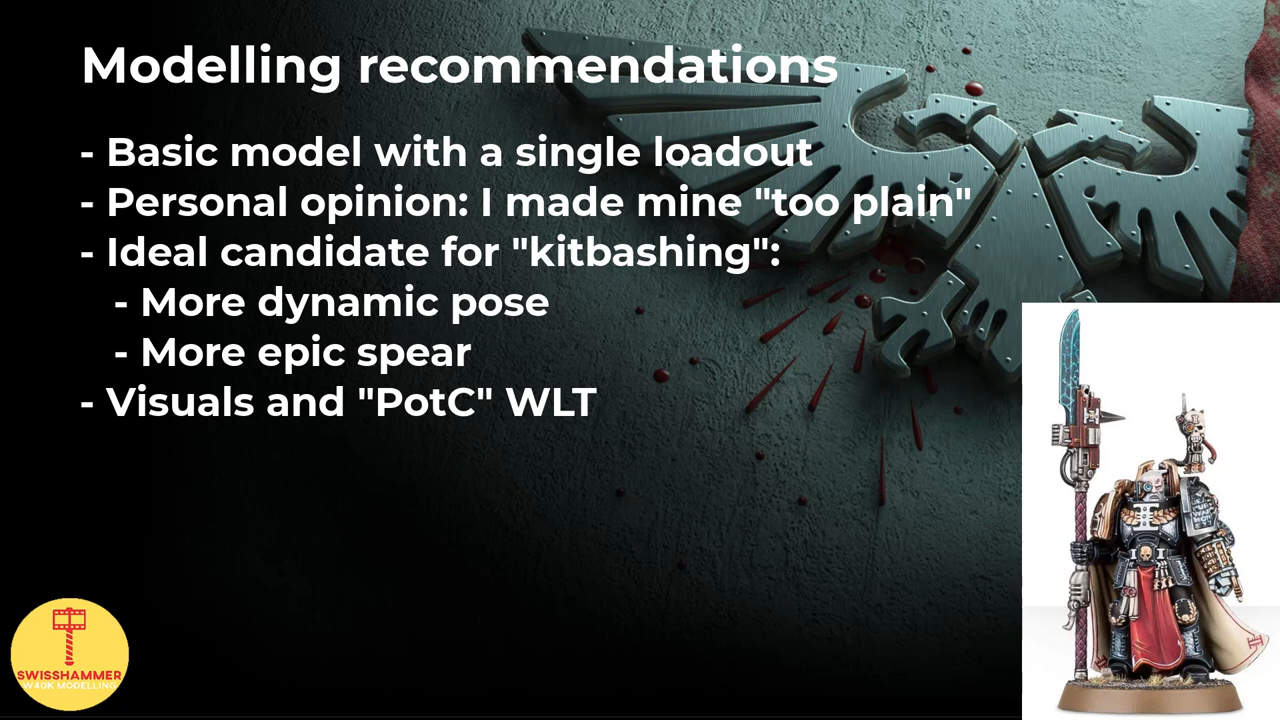 Modelling recommendations
- Basic model with a single loadout
- Personal opinion: I made mine "too plain"
- Ideal candidate for "kitbashing":
- More dynamic pose
- More epic spear
- Visuals and "PotC" WLT
SWISSHAMMER
W40K MODELLING